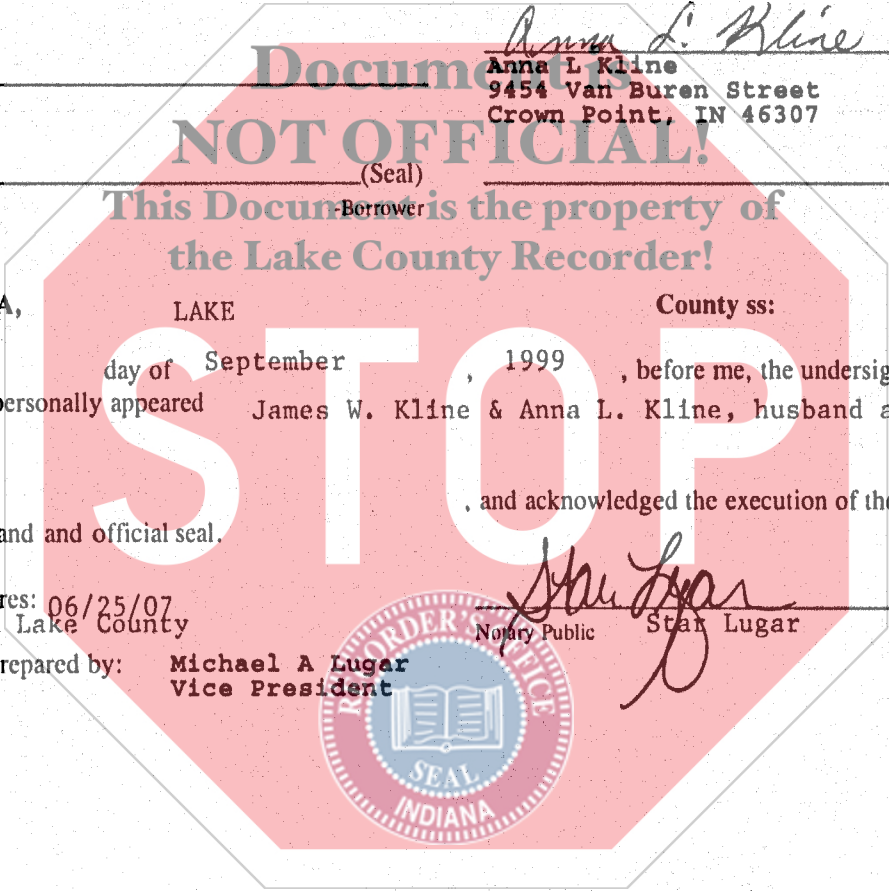 Anna L. Kline
Anna L Kline
9454 Van Buren Street
Crown Point, IN 46307
Document is
NOT OFFICIAL!
(Seal)
This Document is the property of
-Borrower
the Lake County Recorder!
A, LAKE County ss:
day of September , 1999 , before me, the undersig
personally appeared James W. Kline & Anna L. Kline, husband a
STOP
, and acknowledged the execution of the
and and official seal.
res: 06/25/07
Lake County
Star Lugar
Notary Public Star Lugar
repared by: Michael A Lugar
Vice President
RECORDER'S OFFICE
SEAL
INDIANA